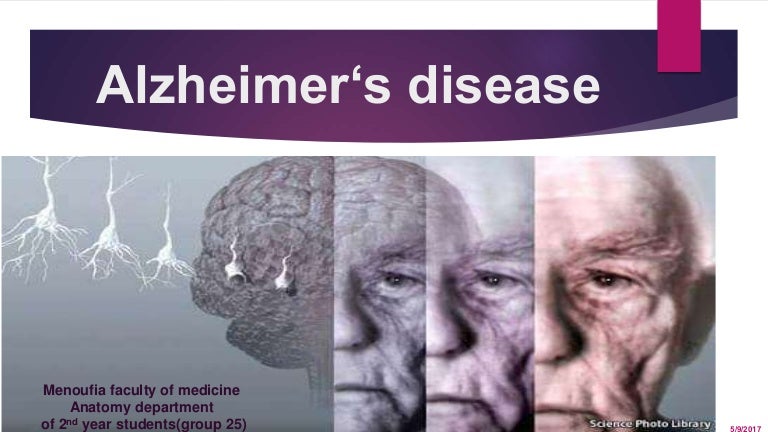 Alzheimer‘s disease
Menoufia faculty of medicine
Anatomy department
of 2nd year students(group 25)
Science Photo Library
5/9/2017